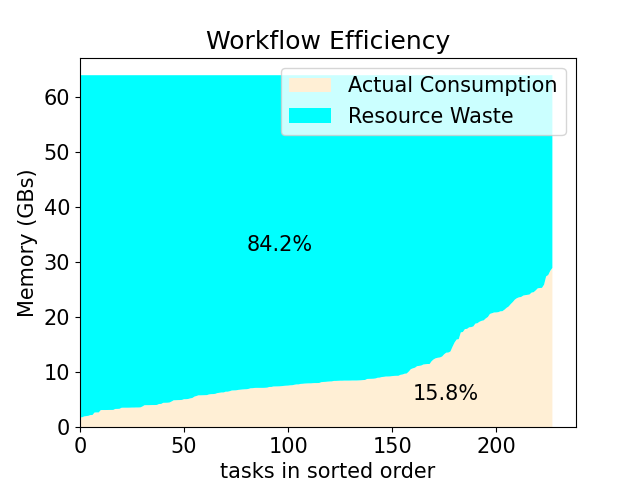 Workflow Efficiency
Actual Consumption
Resource Waste
Memory (GBs)
60
50
40
30
20
10
0
84.2%
15.8%
0 50 100 150 200
tasks in sorted order